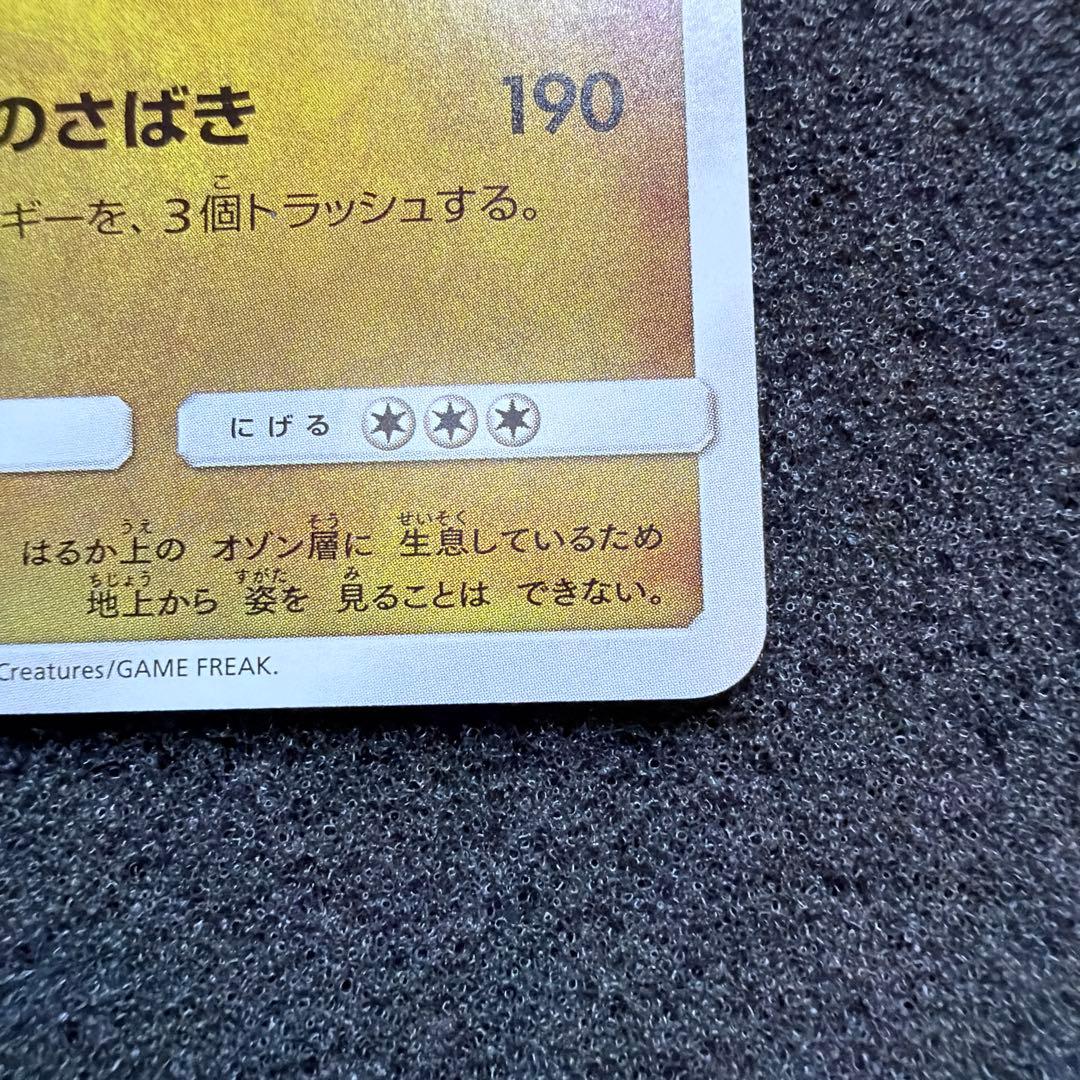 のさばき 190
ギーを、3個トラッシュする。
にげる
はるか上の オゾン層に 生息しているため
地上から 姿を 見ることは できない。
Creatures/GAME FREAK.